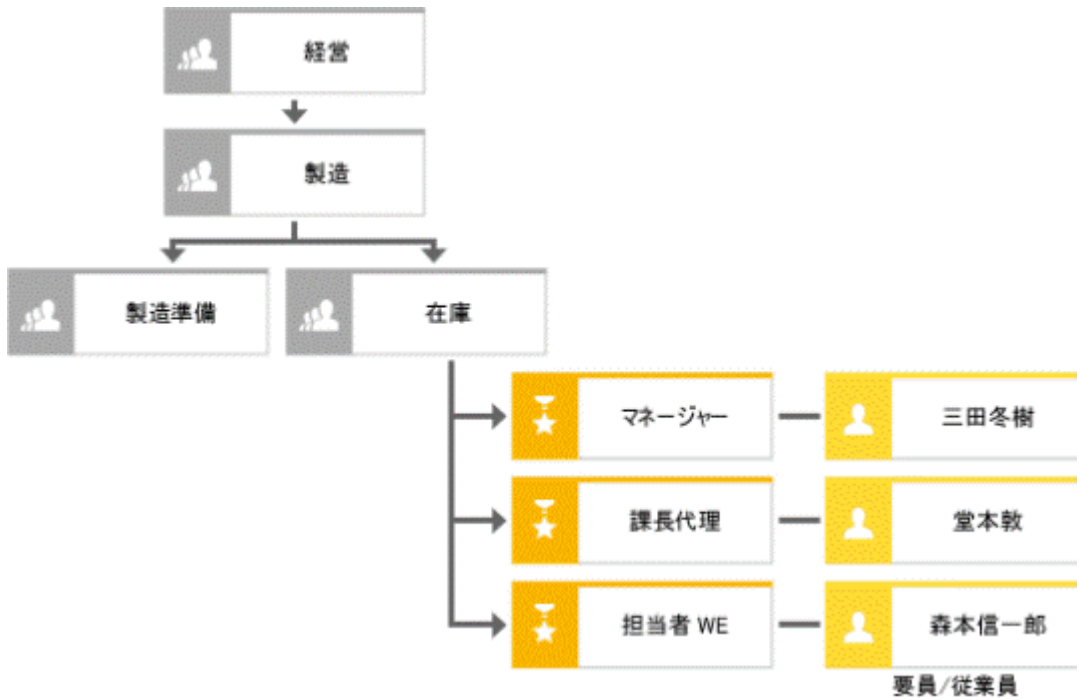 経営
製造
製造準備
在庫
マネージャー
三田冬樹
課長代理
堂本敦
担当者 WE
森本信一郎
要員/従業員